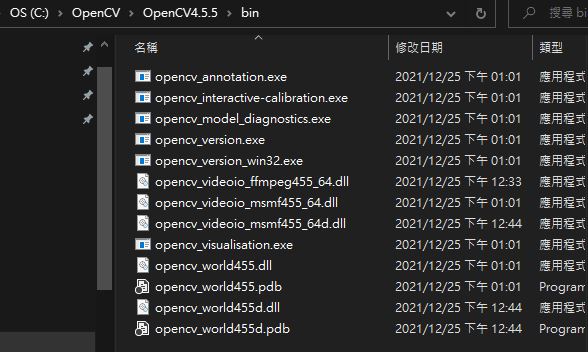 OS (C:) > OpenCV > OpenCV4.5.5 > bin
搜尋 bi
名稱 修改日期 類型
opencv_annotation.exe 2021/12/25 下午 01:01 應用程式
opencv_interactive-calibration.exe 2021/12/25 下午 01:01 應用程式
opencv_model_diagnostics.exe 2021/12/25 下午 01:01 應用程式
opencv_version.exe 2021/12/25 下午 01:01 應用程式
opencv_version_win32.exe 2021/12/25 下午 01:01 應用程式
opencv_videoio_ffmpeg455_64.dll 2021/12/25 下午 12:33 應用程式
opencv_videoio_msmf455_64.dll 2021/12/25 下午 01:01 應用程式
opencv_videoio_msmf455_64d.dll 2021/12/25 下午 12:44 應用程式
opencv_visualisation.exe 2021/12/25 下午 01:01 應用程式
opencv_world455.dll 2021/12/25 下午 01:01 應用程式
opencv_world455.pdb 2021/12/25 下午 01:01 Program
opencv_world455d.dll 2021/12/25 下午 12:44 應用程式
opencv_world455d.pdb 2021/12/25 下午 12:44 Program